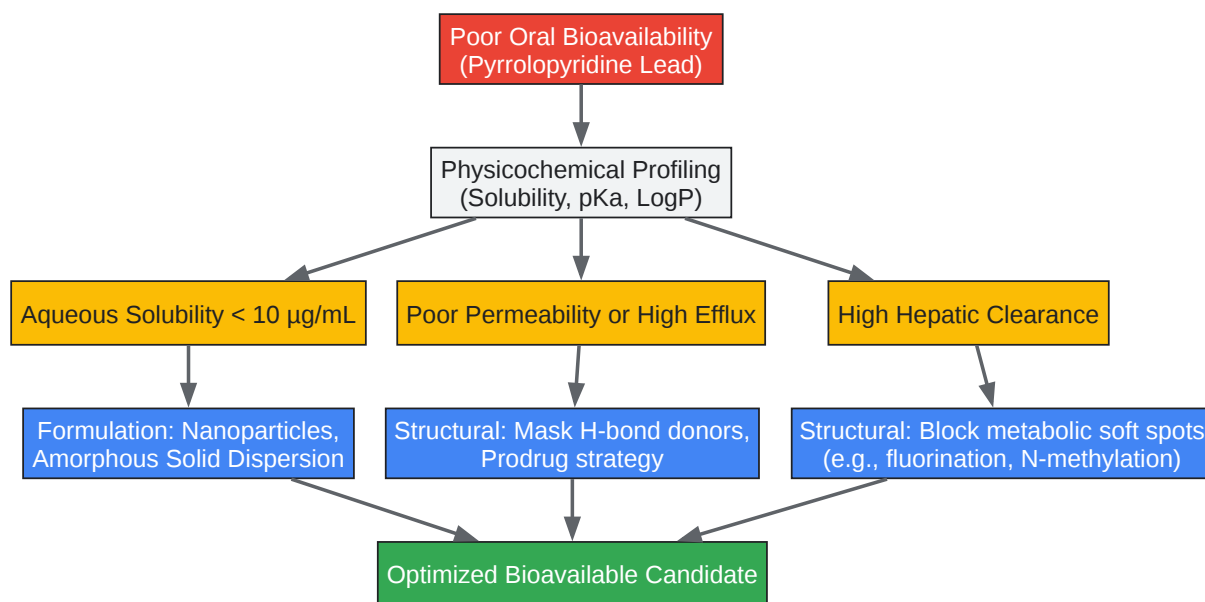 Poor Oral Bioavailability
(Pyrrolopyridine Lead)
Physicochemical Profiling
(Solubility, pKa, LogP)
Aqueous Solubility < 10 µg/mL
Poor Permeability or High Efflux
High Hepatic Clearance
Formulation: Nanoparticles,
Amorphous Solid Dispersion
Structural: Mask H-bond donors,
Prodrug strategy
Structural: Block metabolic soft spots
(e.g., fluorination, N-methylation)
Optimized Bioavailable Candidate